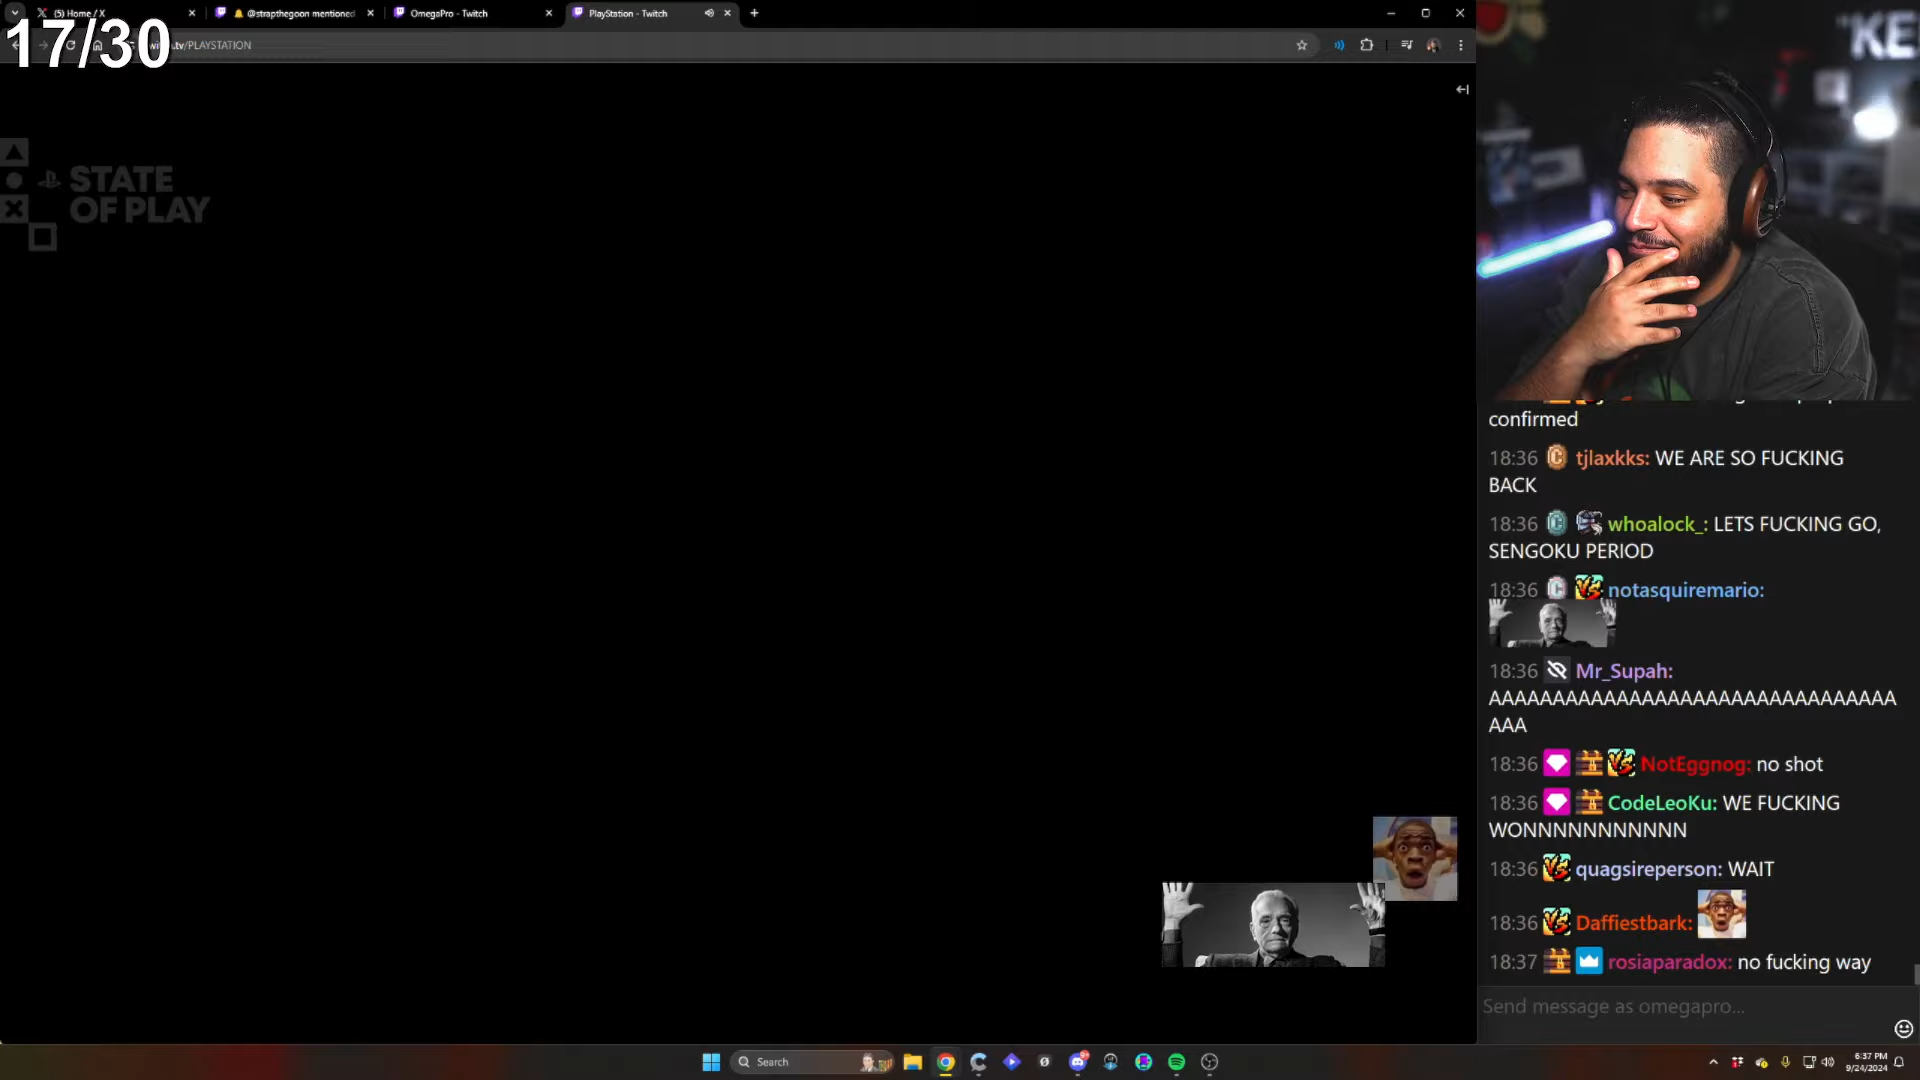 17/30
(5) Home / X
@strapthegoon mentioned
OmegaPro - Twitch
PlayStation - Twitch
.tv/PLAYSTATION
STATE
OF PLAY
"KE
confirmed
18:36 tjlaxkks: WE ARE SO FUCKING
BACK
18:36 whoalock_: LETS FUCKING GO,
SENGOKU PERIOD
18:36 notasquiremario:
18:36 Mr_Supah:
AAAAAAAAAAAAAAAAAAAAAAAAAAAAAAAA
AAA
18:36 NotEggnog: no shot
18:36 CodeLeoKu: WE FUCKING
WONNNNNNNNNNN
18:36 quagsireperson: WAIT
18:36 Daffiestbark:
18:37 rosiaparadox: no fucking way
Send message as omegapro...
Search
6:37 PM
9/24/2024